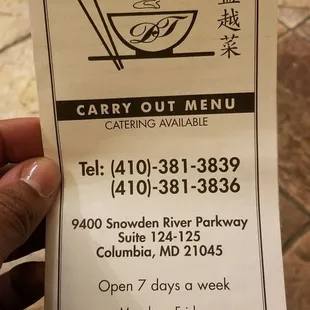 越
菜
DT
CARRY OUT MENU
CATERING AVAILABLE
Tel: (410)-381-3839
(410)-381-3836
9400 Snowden River Parkway
Suite 124-125
Columbia, MD 21045
Open 7 days a week